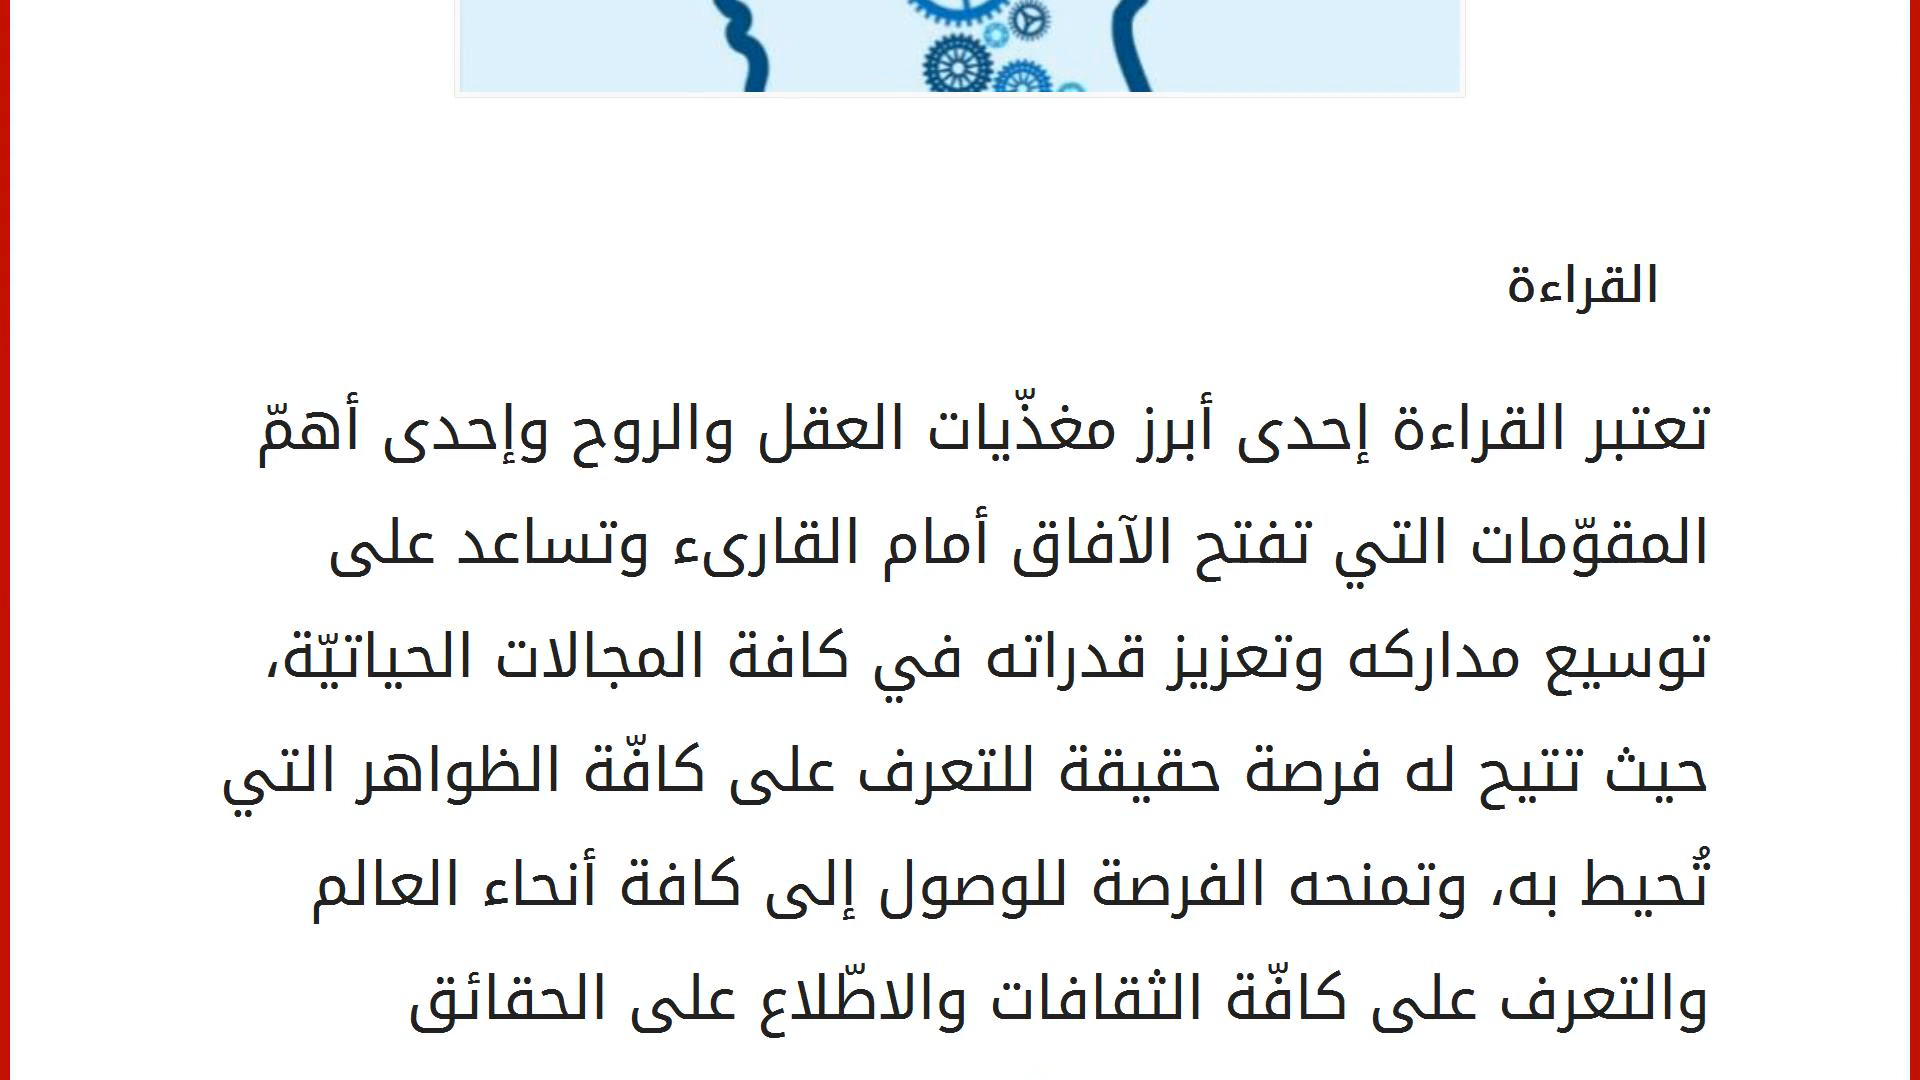 القراءة
تعتبر القراءة إحدى أبرز مغذّيات العقل والروح وإحدى أهمّ
المقوّمات التي تفتح الآفاق أمام القارىء وتساعد على
توسيع مداركه وتعزيز قدراته في كافة المجالات الحياتيّة،
حيث تتيح له فرصة حقيقة للتعرف على كافّة الظواهر التي
تُحيط به، وتمنحه الفرصة للوصول إلى كافة أنحاء العالم
والتعرف على كافّة الثقافات والاطّلاع على الحقائق